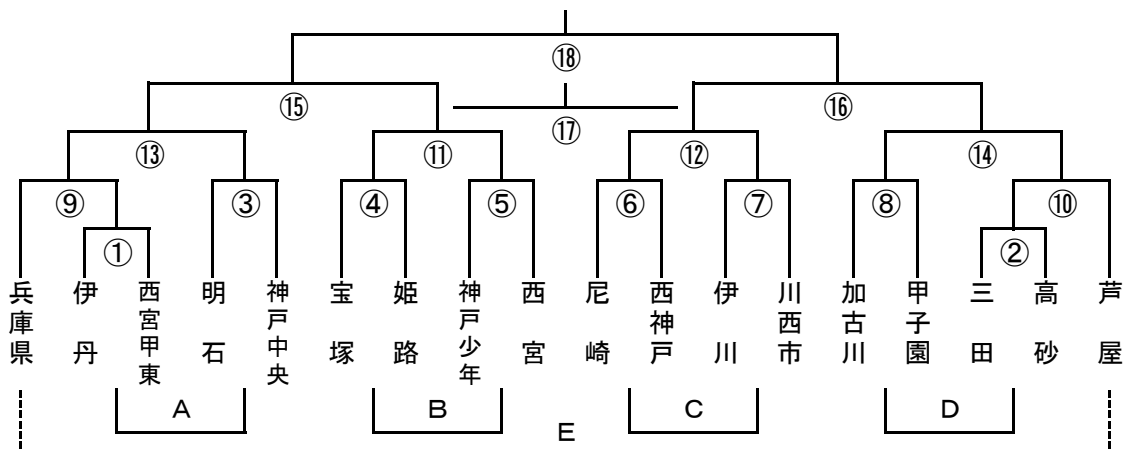 ⑱
⑮
⑯
⑰
⑬
⑪
⑫
⑭
⑨
③
④
⑤
⑥
⑦
⑧
⑩
①
②
兵庫県
伊丹
西宮甲東
明石
神戸中央
宝塚
姫路
神戸少年
西宮
尼崎
西神戸
伊川
川西市
加古川
甲子園
三田
高砂
芦屋
A
B
C
D
E